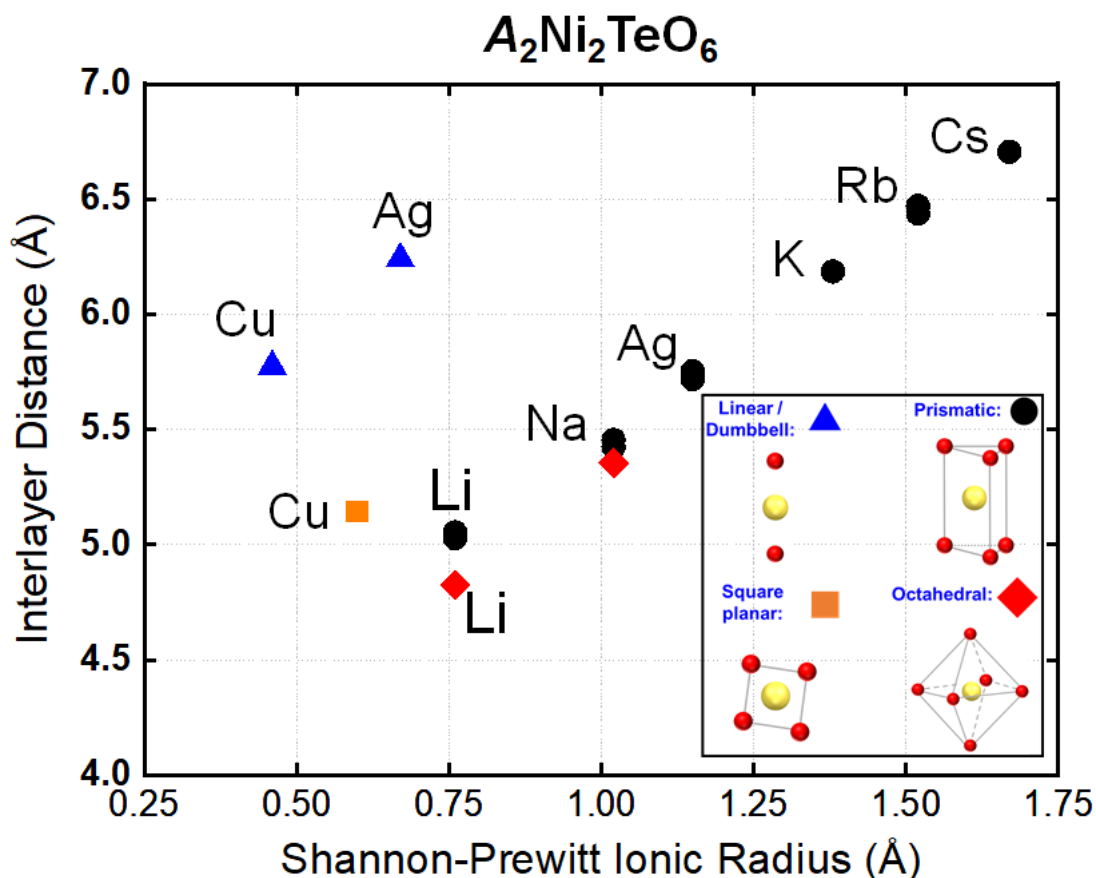 A₂Ni₂TeO₆
7.0
6.5
6.0
5.5
5.0
4.5
4.0
Interlayer Distance (Å)
Cs
Rb
Ag
K
Cu
Ag
Na
Li
Cu
Li
Linear /
Dumbbell:
Prismatic:
Square
planar:
Octahedral:
0.25 0.50 0.75 1.00 1.25 1.50 1.75
Shannon-Prewitt Ionic Radius (Å)